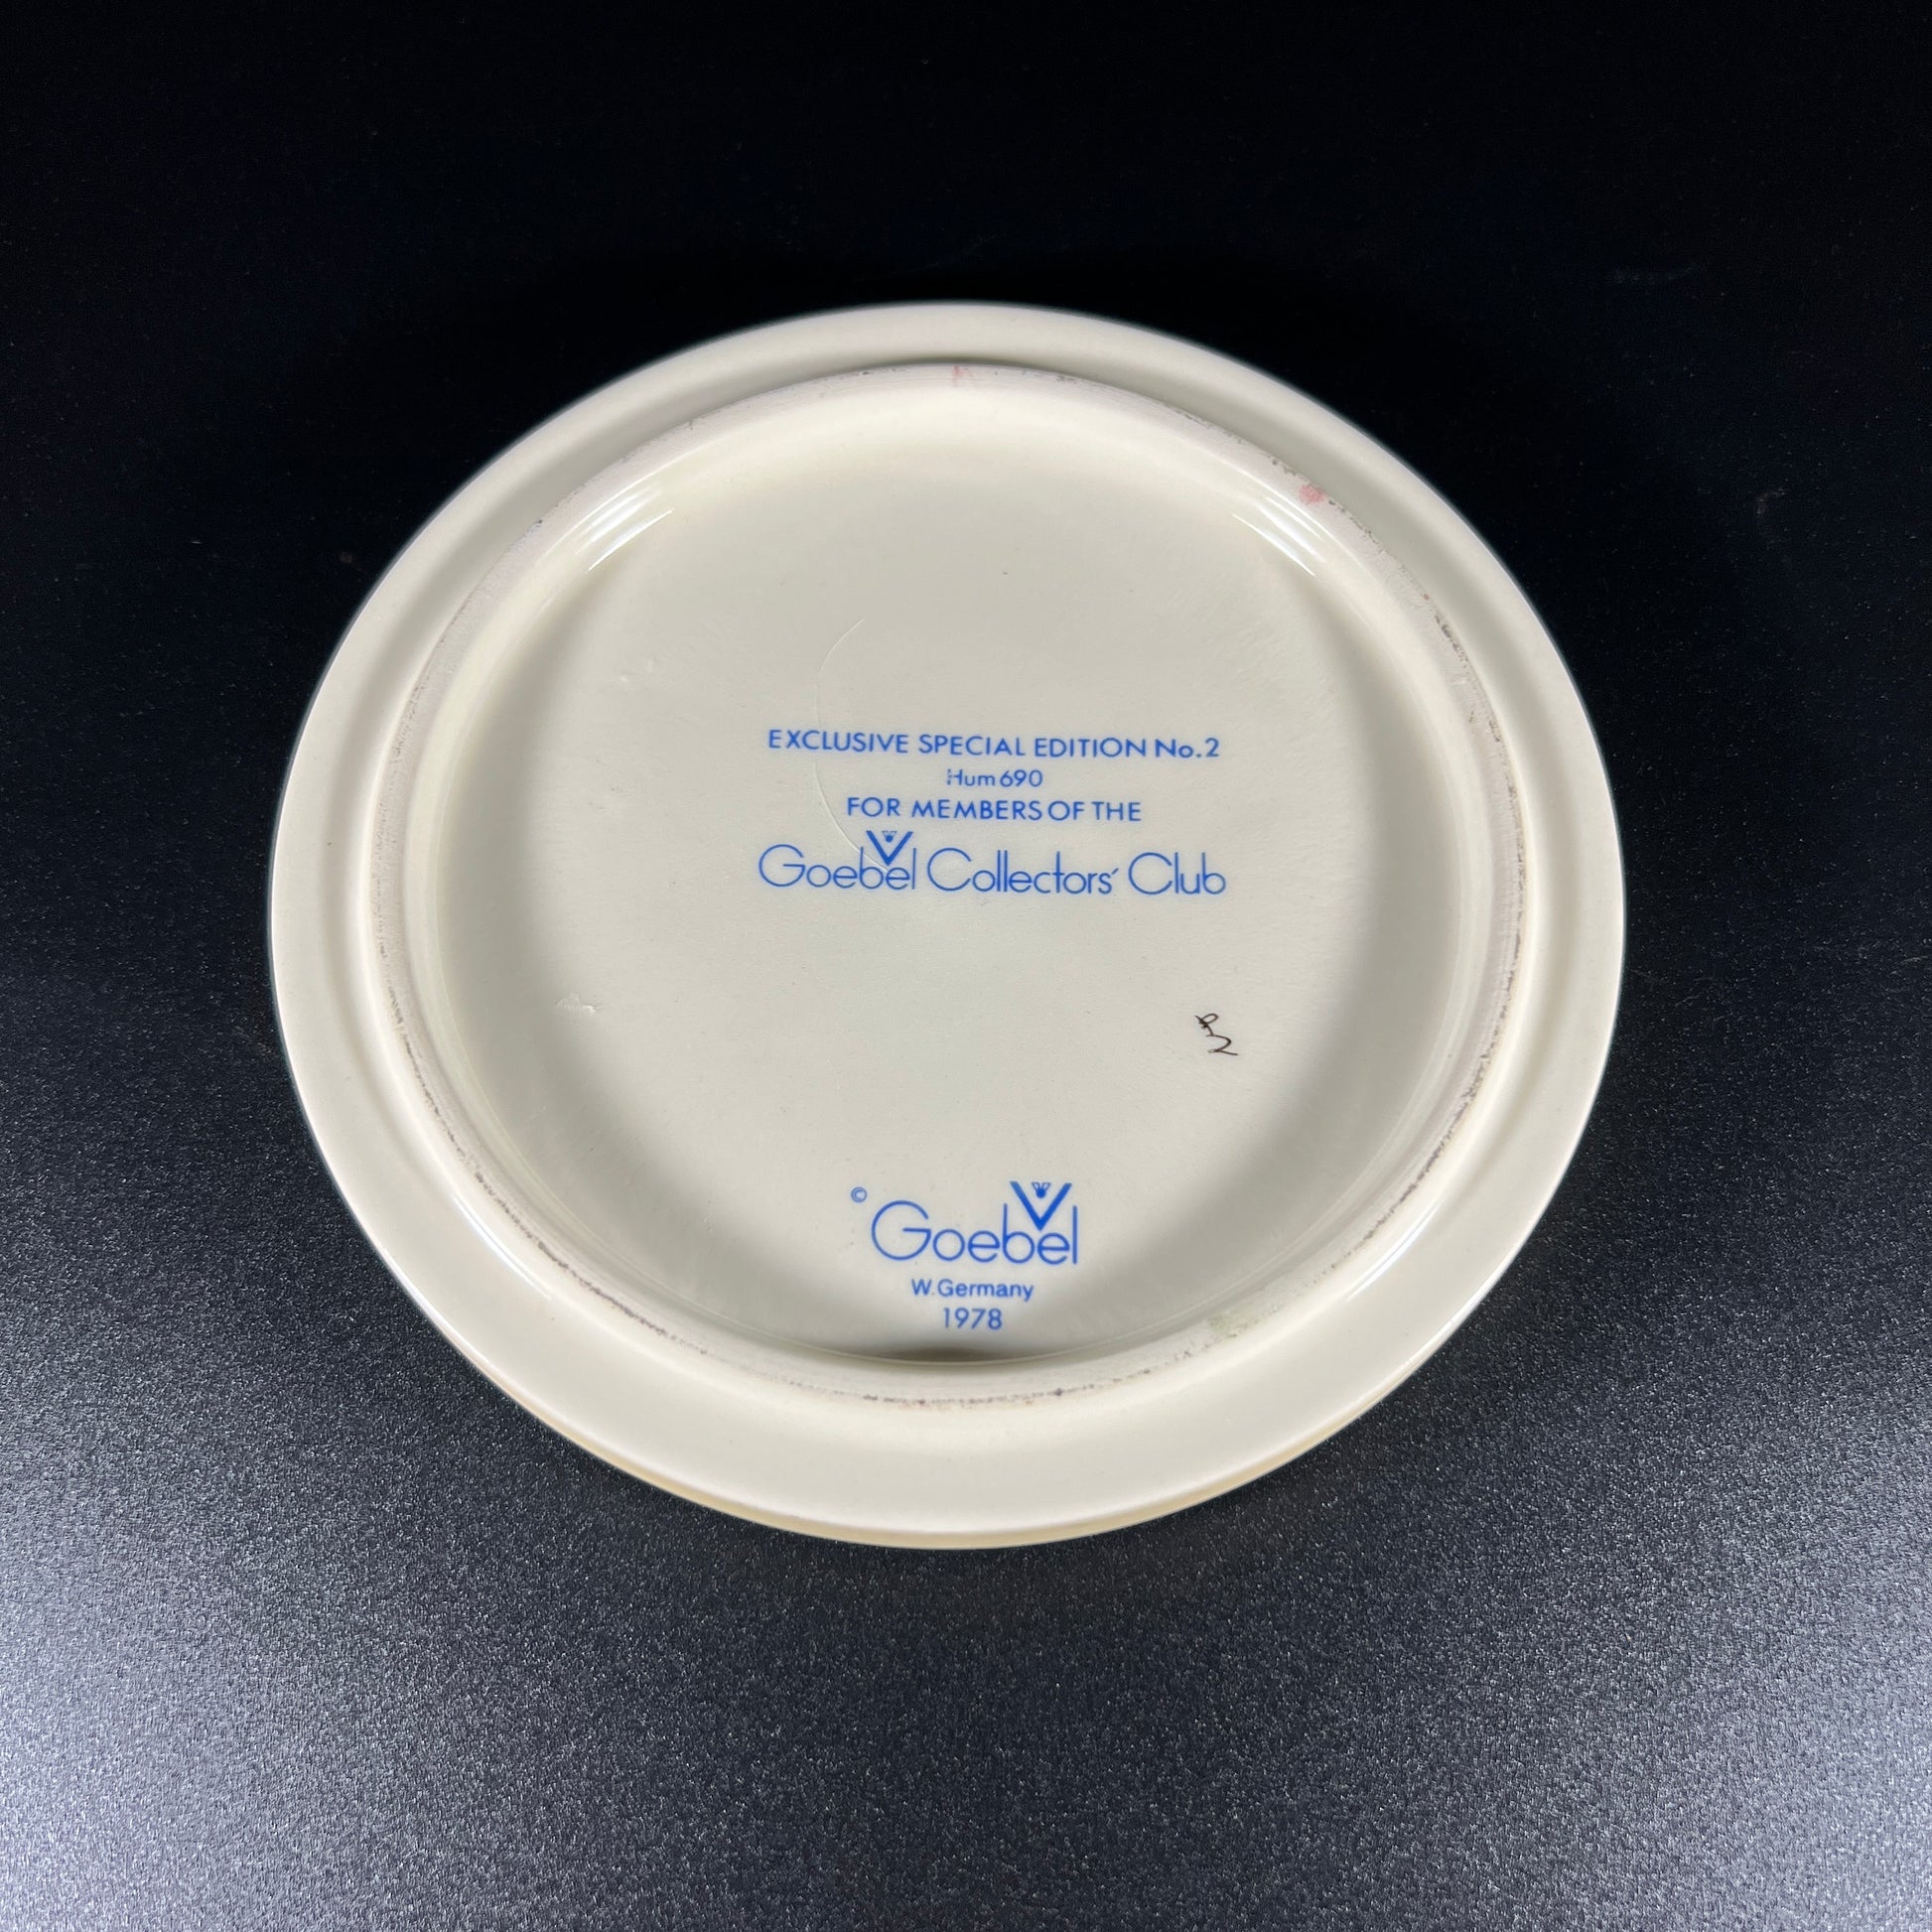 EXCLUSIVE SPECIAL EDITION No.2
Hum 690
FOR MEMBERS OF THE
Goebel Collectors' Club
© Goebel
W. Germany
1978